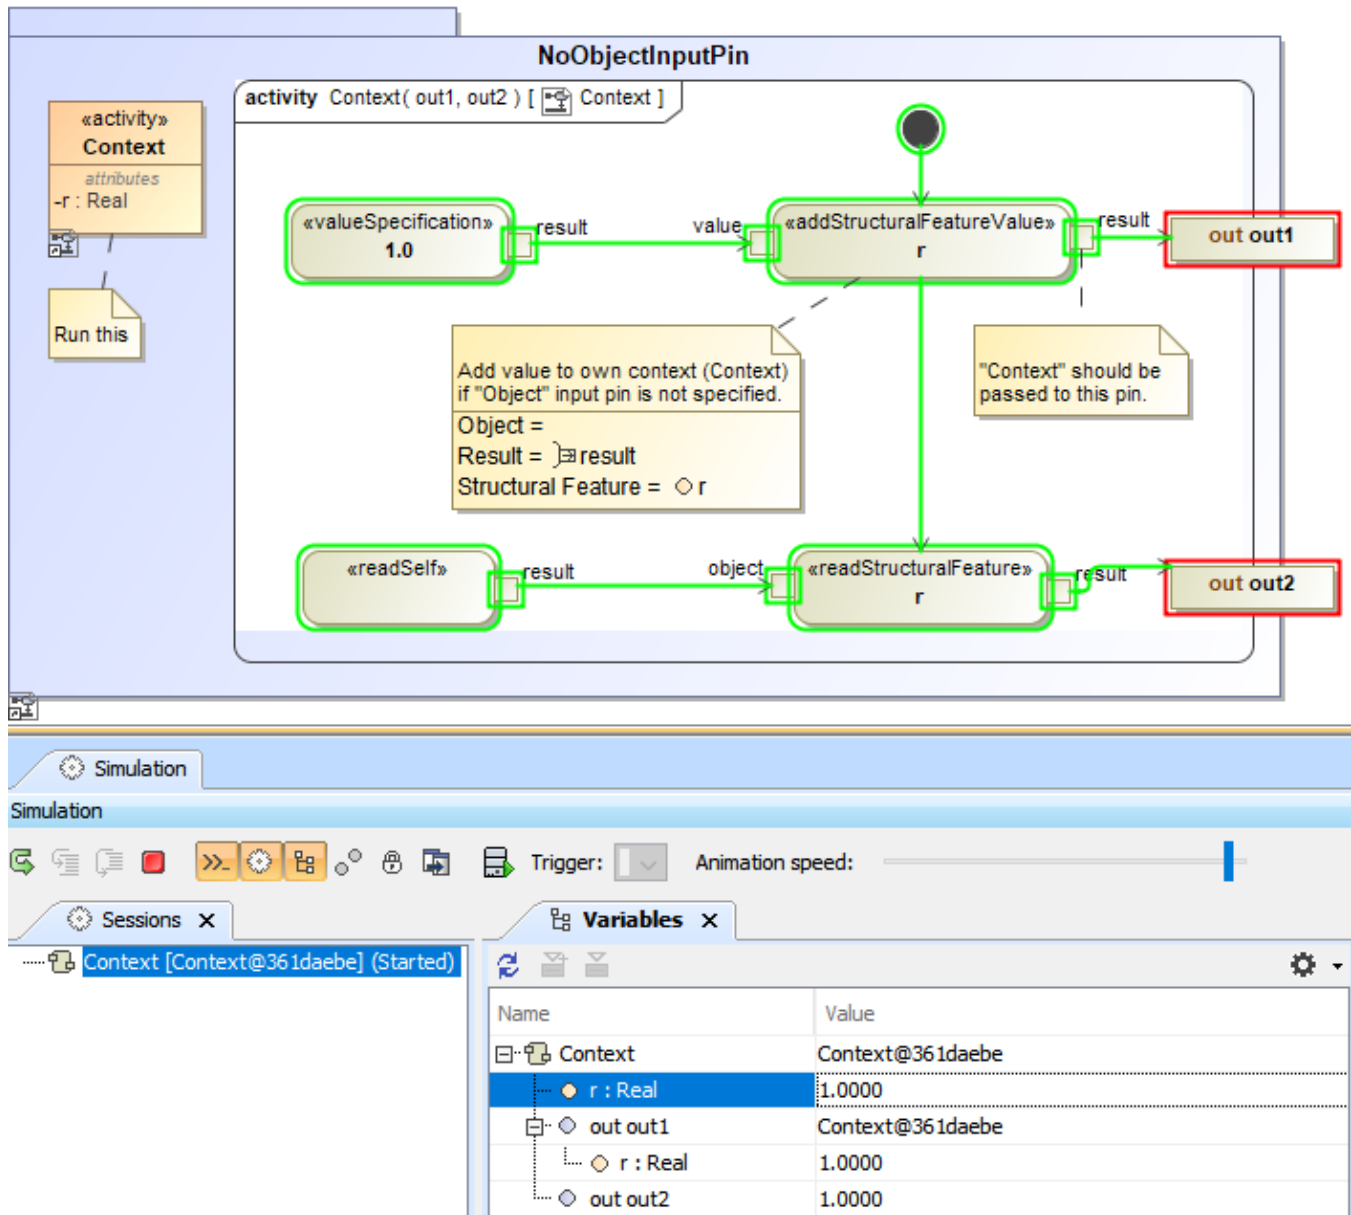 NoObjectInputPin
activity Context( out1, out2 ) [ Context ]
«activity»
Context
attributes
-r : Real
Run this
«valueSpecification»
1.0
result
value
«addStructuralFeatureValue»
r
result
out out1
Add value to own context (Context)
if "Object" input pin is not specified.
Object =
Result = result
Structural Feature = r
"Context" should be
passed to this pin.
«readSelf»
result
object
«readStructuralFeature»
r
result
out out2
Simulation
Simulation
Trigger:
Animation speed:
Sessions
Variables
Context [Context@361daebe] (Started)
Name Value
Context Context@361daebe
r : Real 1.0000
out out1 Context@361daebe
r : Real 1.0000
out out2 1.0000